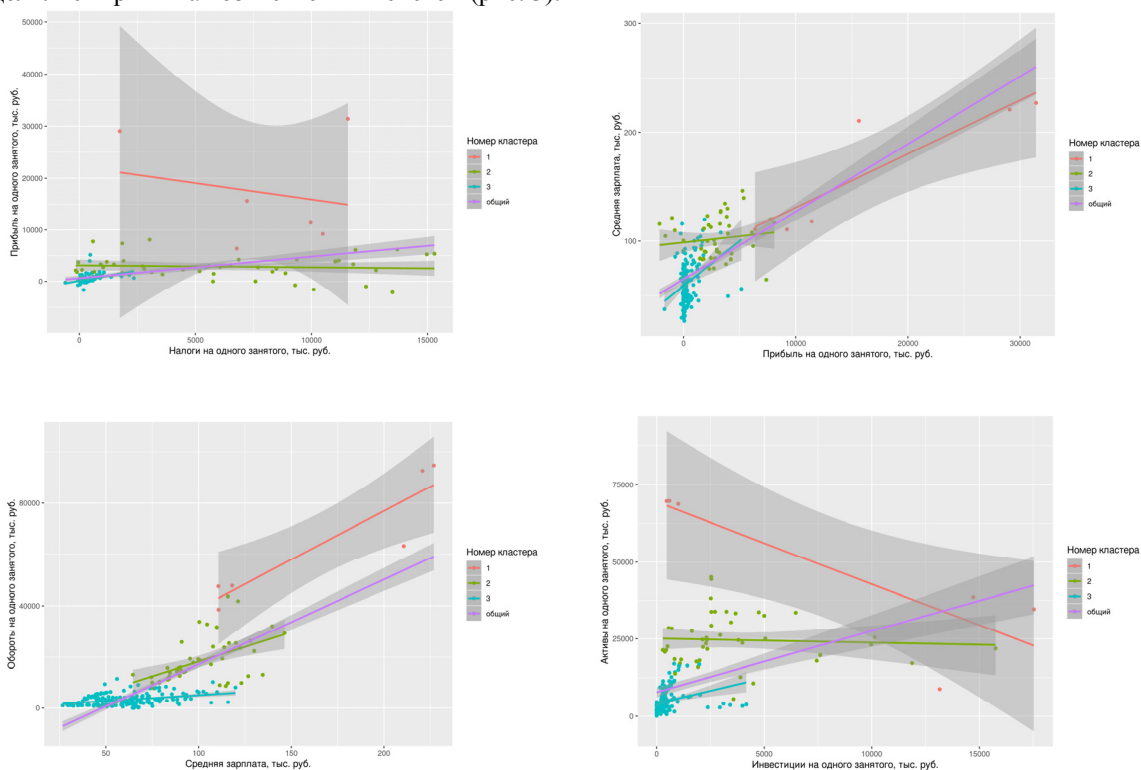 при (рис.
50000
40000
30000
20000
10000
0
Прибыль на одного занятого, тыс. руб.
0 5000 10000 15000
Налоги на одного занятого, тыс. руб.
Номер кластера
1
2
3
общий
300
200
100
Средняя зарплата, тыс. руб.
0 10000 20000 30000
Прибыль на одного занятого, тыс. руб.
Номер кластера
1
2
3
общий
80000
40000
0
Обороть на одного занятого, тыс. руб.
50 100 150 200
Средняя зарплата, тыс. руб.
Номер кластера
1
2
3
общий
75000
50000
25000
0
Активы на одного занятого, тыс. руб.
0 5000 10000 15000
Инвестиции на одного занятого, тыс. руб.
Номер кластера
1
2
3
общий